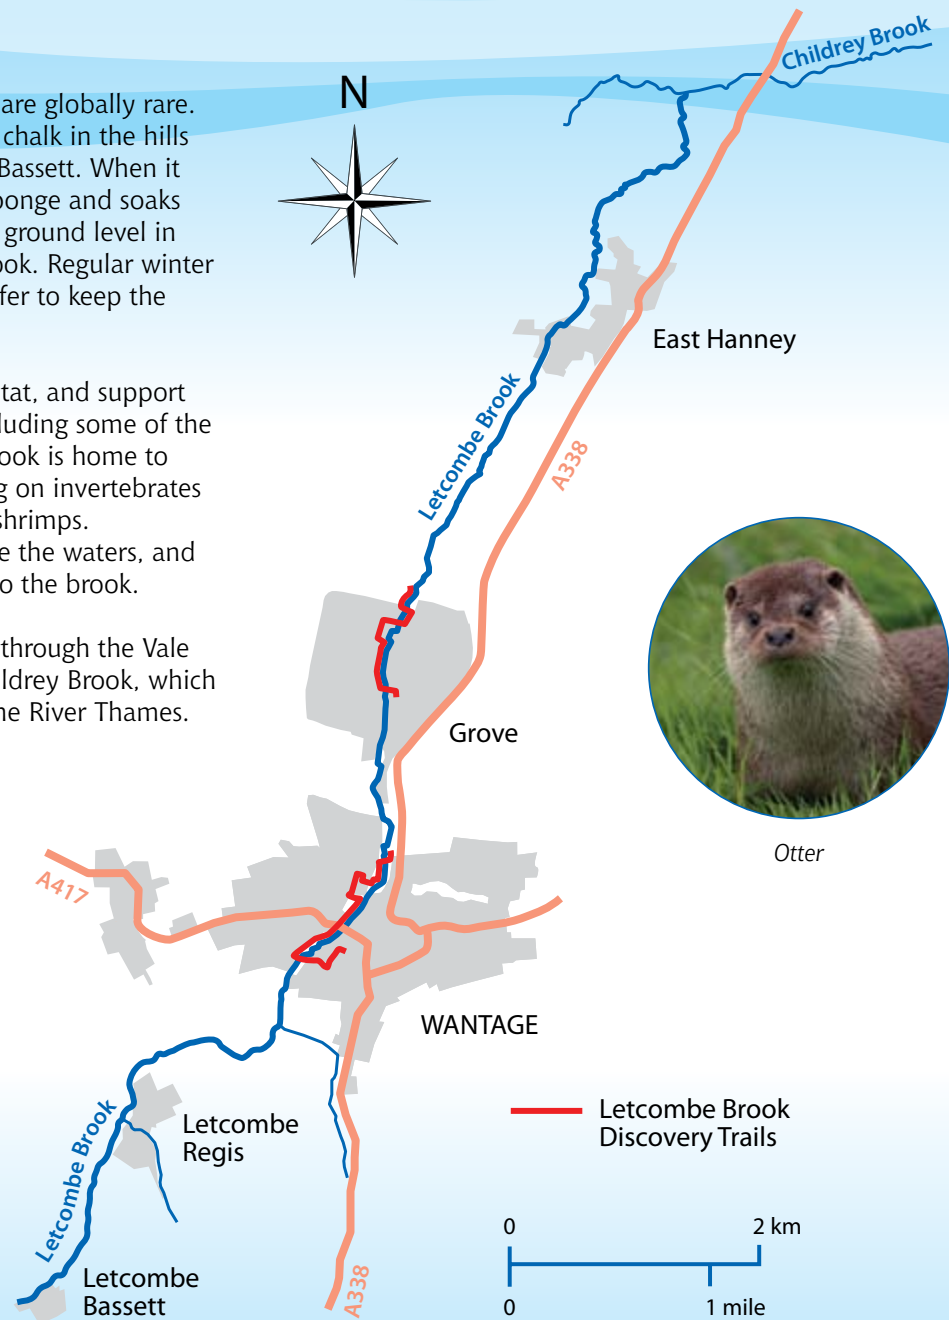 are globally rare.
chalk in the hills
Bassett. When it
ponge and soaks
ground level in
ook. Regular winter
fer to keep the
tat, and support
luding some of the
ook is home to
g on invertebrates
shrimps.
e the waters, and
o the brook.
through the Vale
ldrey Brook, which
ne River Thames.
N
Childrey Brook
East Hanney
Letcombe Brook
A338
Grove
Otter
A417
WANTAGE
Letcombe Brook
Discovery Trails
Letcombe
Regis
Letcombe Brook
Letcombe
Bassett
A338
0 2 km
0 1 mile